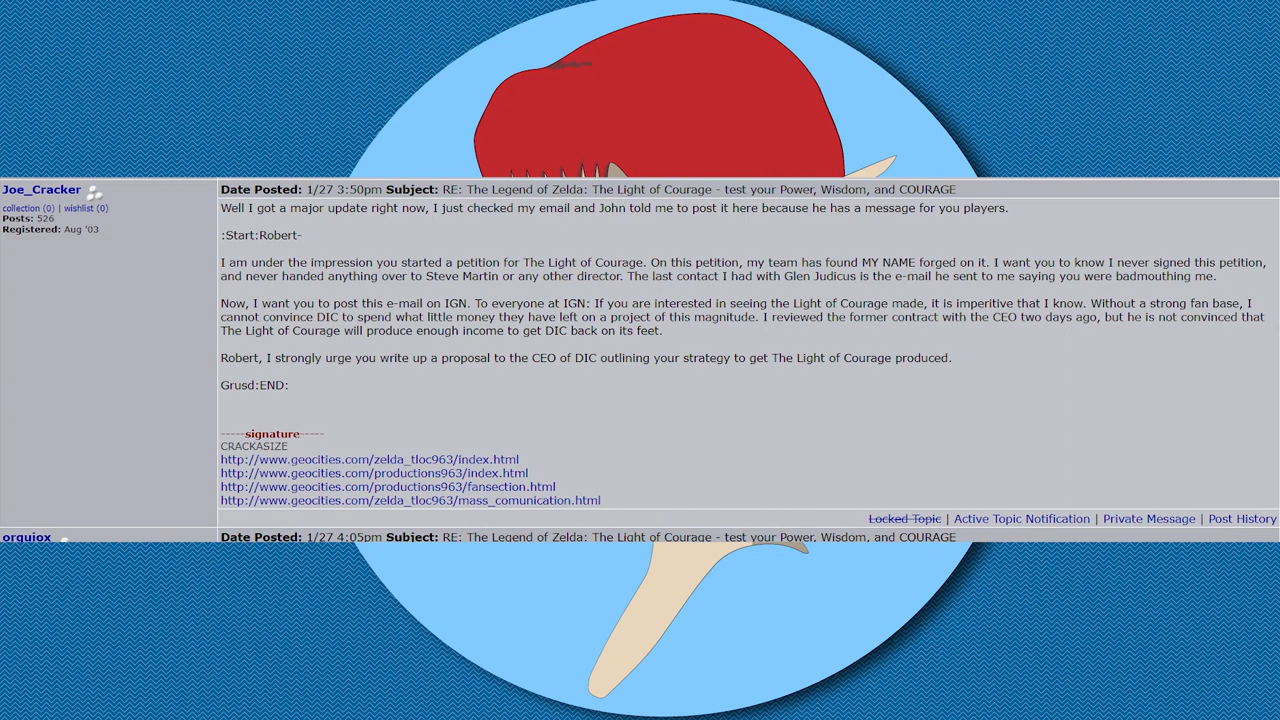 Joe_Cracker
collection (0) | wishlist (0)
Posts: 526
Registered: Aug '03
Date Posted: 1/27 3:50pm Subject: RE: The Legend of Zelda: The Light of Courage - test your Power, Wisdom, and COURAGE
Well I got a major update right now, I just checked my email and John told me to post it here because he has a message for you players.
:Start:Robert-
I am under the impression you started a petition for The Light of Courage. On this petition, my team has found MY NAME forged on it. I want you to know I never signed this petition,
and never handed anything over to Steve Martin or any other director. The last contact I had with Glen Judicus is the e-mail he sent to me saying you were badmouthing me.
Now, I want you to post this e-mail on IGN. To everyone at IGN: If you are interested in seeing the Light of Courage made, it is imperitive that I know. Without a strong fan base, I
cannot convince DIC to spend what little money they have left on a project of this magnitude. I reviewed the former contract with the CEO two days ago, but he is not convinced that
The Light of Courage will produce enough income to get DIC back on its feet.
Robert, I strongly urge you write up a proposal to the CEO of DIC outlining your strategy to get The Light of Courage produced.
Grusd:END:
-----signature-----
CRACKASIZE
http://www.geocities.com/zelda_tloc963/index.html
http://www.geocities.com/productions963/index.html
http://www.geocities.com/productions963/fansection.html
http://www.geocities.com/zelda_tloc963/mass_comunication.html
Locked Topic | Active Topic Notification | Private Message | Post History
orquiox
Date Posted: 1/27 4:05pm Subject: RE: The Legend of Zelda: The Light of Courage - test your Power, Wisdom, and COURAGE